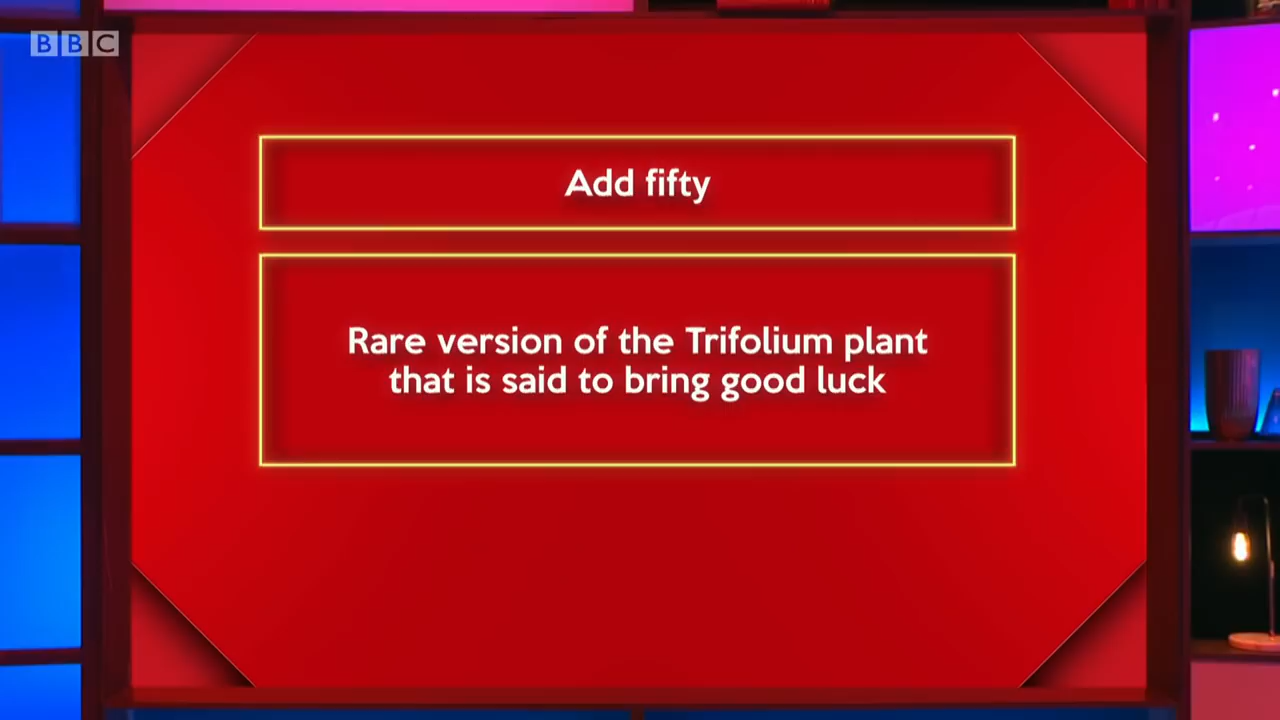 BBC
Add fifty
Rare version of the Trifolium plant
that is said to bring good luck